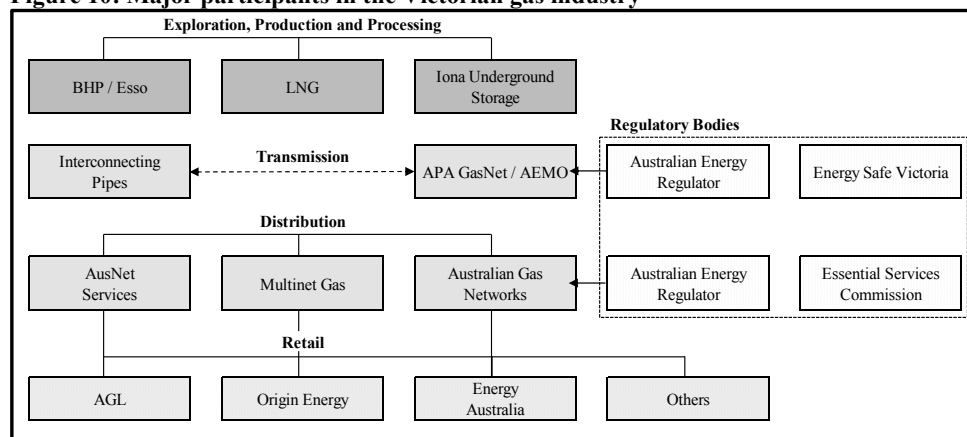 Figure 10: Major participants in the Victorian gas industry
Exploration, Production and Processing
BHP / Esso
LNG
Iona Underground
Storage
Regulatory Bodies
Interconnecting
Pipes
Transmission
APA GasNet / AEMO
Australian Energy
Regulator
Energy Safe Victoria
Distribution
AusNet
Services
Multinet Gas
Australian Gas
Networks
Australian Energy
Regulator
Essential Services
Commission
Retail
AGL
Origin Energy
Energy
Australia
Others